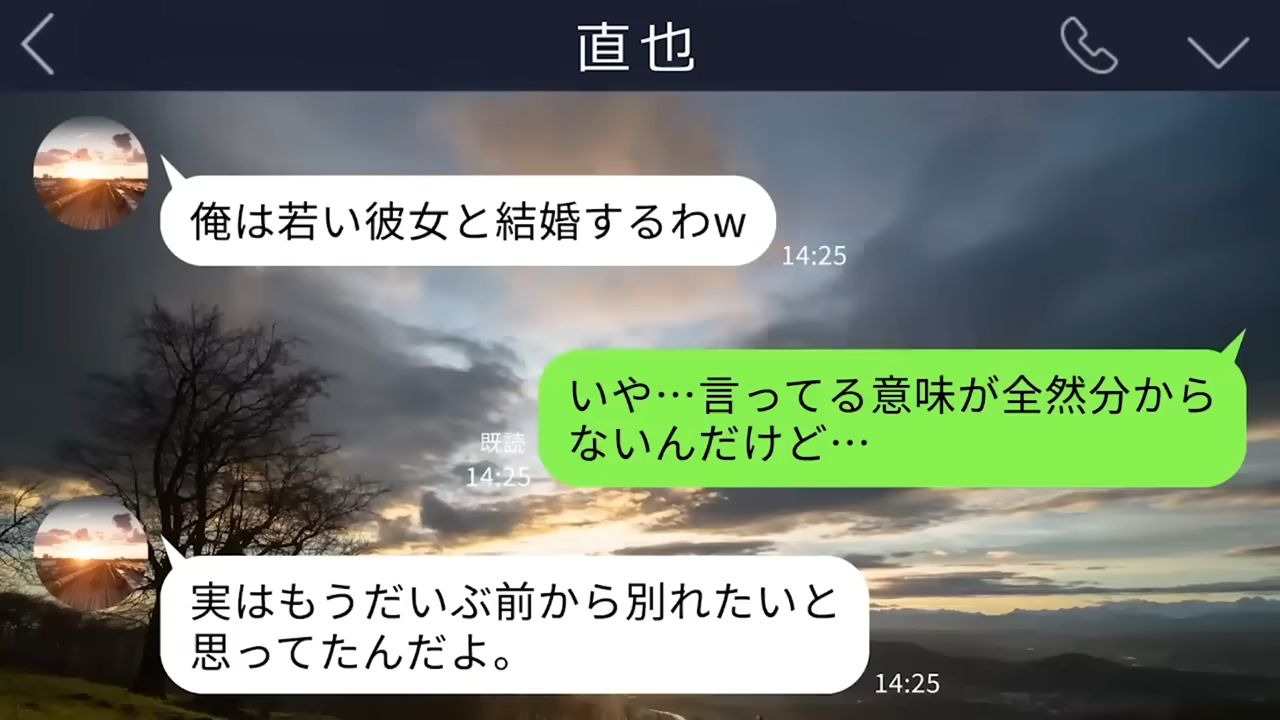 直也
俺は若い彼女と結婚するわw
14:25
いや…言ってる意味が全然分から
ないんだけど…
既読
14:25
実はもうだいぶ前から別れたいと
思ってたんだよ。
14:25